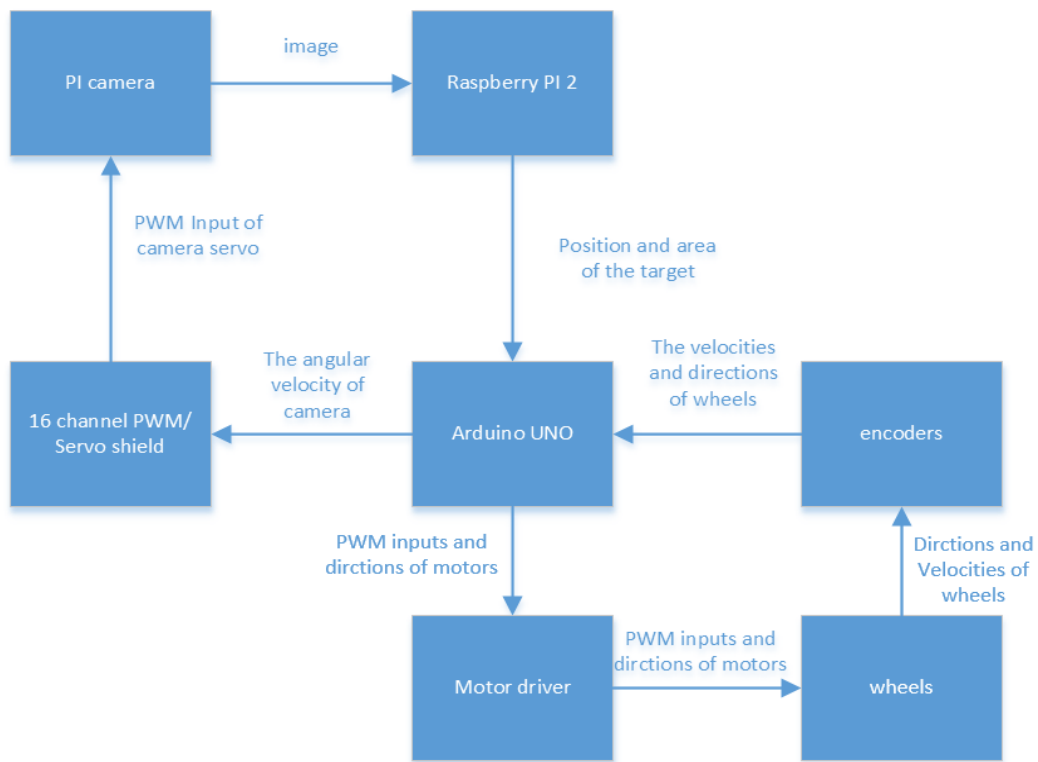 image
PI camera
Raspberry PI 2
PWM Input of
camera servo
Position and area
of the target
The angular
velocity of
camera
The velocities
and directions
of wheels
16 channel PWM/
Servo shield
Arduino UNO
encoders
PWM inputs and
dirctions of motors
Dirctions and
Velocities of
wheels
PWM inputs and
dirctions of motors
Motor driver
wheels